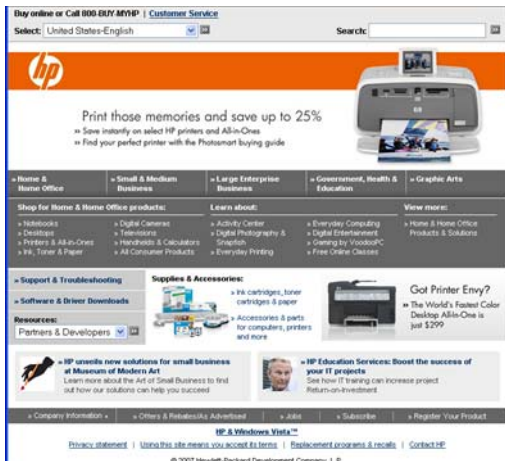 Buy online or Call 800-BUY-MYHP | Customer Service
Select: United States-English Search:
hp
Print those memories and save up to 25%
» Save instantly on select HP printers and All-in-Ones
» Find your perfect printer with the Photosmart buying guide
» Home & Home Office
» Small & Medium Business
» Large Enterprise Business
» Government, Health & Education
» Graphic Arts
Shop for Home & Home Office products:
» Notebooks
» Desktops
» Printers & All-in-Ones
» Ink, Toner & Paper
» Digital Cameras
» Televisions
» Handhelds & Calculators
» All Consumer Products
Learn about:
» Activity Center
» Digital Photography & Snapfish
» Everyday Printing
» Everyday Computing
» Digital Entertainment
» Gaming by VoodooPC
» Free Online Classes
View more:
» Home & Home Office Products & Solutions
» Support & Troubleshooting
» Software & Driver Downloads
Resources:
Partners & Developers
Supplies & Accessories:
» Ink cartridges, toner cartridges & paper
» Accessories & parts for computers, printers and more
Got Printer Envy?
» The World's Fastest Color Desktop All-in-One is just $299
» HP unveils new solutions for small business at Museum of Modern Art
Learn more about the Art of Small Business to find out how our solutions can help you succeed
» HP Education Services: Boost the success of your IT projects
See how IT training can increase project Return-on-Investment
» Company Information » Offers & Rebates/As Advertised » Jobs » Subscribe » Register Your Product
HP & Windows Vista™
Privacy statement | Using this site means you accept its terms | Replacement programs & recalls | Contact HP
© 2007 Hewlett-Packard Development Company, L.P.